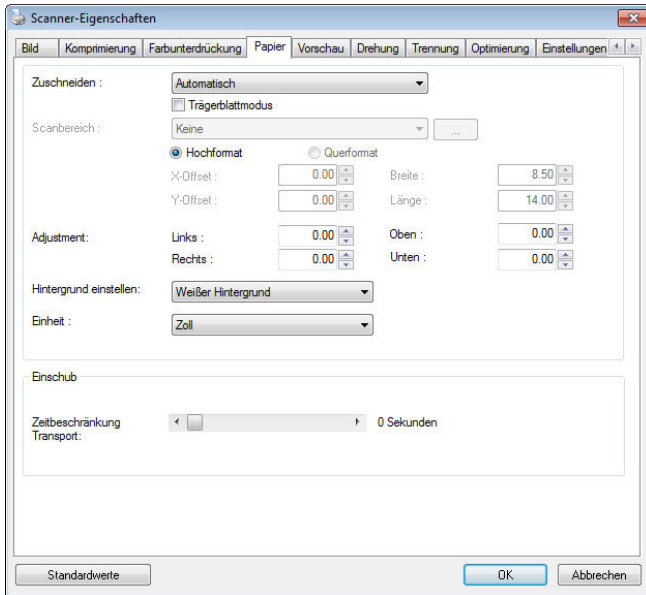 Scanner-Eigenschaften
Bild Komprimierung Farbunterdrückung Papier Vorschau Drehung Trennung Optimierung Einstellungen
Zuschneiden : Automatisch
Trägerblattmodus
Scanbereich : Keine ...
Hochformat Querformat
X-Offset : 0.00 Breite : 8.50
Y-Offset : 0.00 Länge : 14.00
Adjustment: Links : 0.00 Oben : 0.00
Rechts : 0.00 Unten : 0.00
Hintergrund einstellen: Weißer Hintergrund
Einheit : Zoll
Einschub
Zeitbeschränkung 0 Sekunden
Transport:
Standardwerte OK Abbrechen